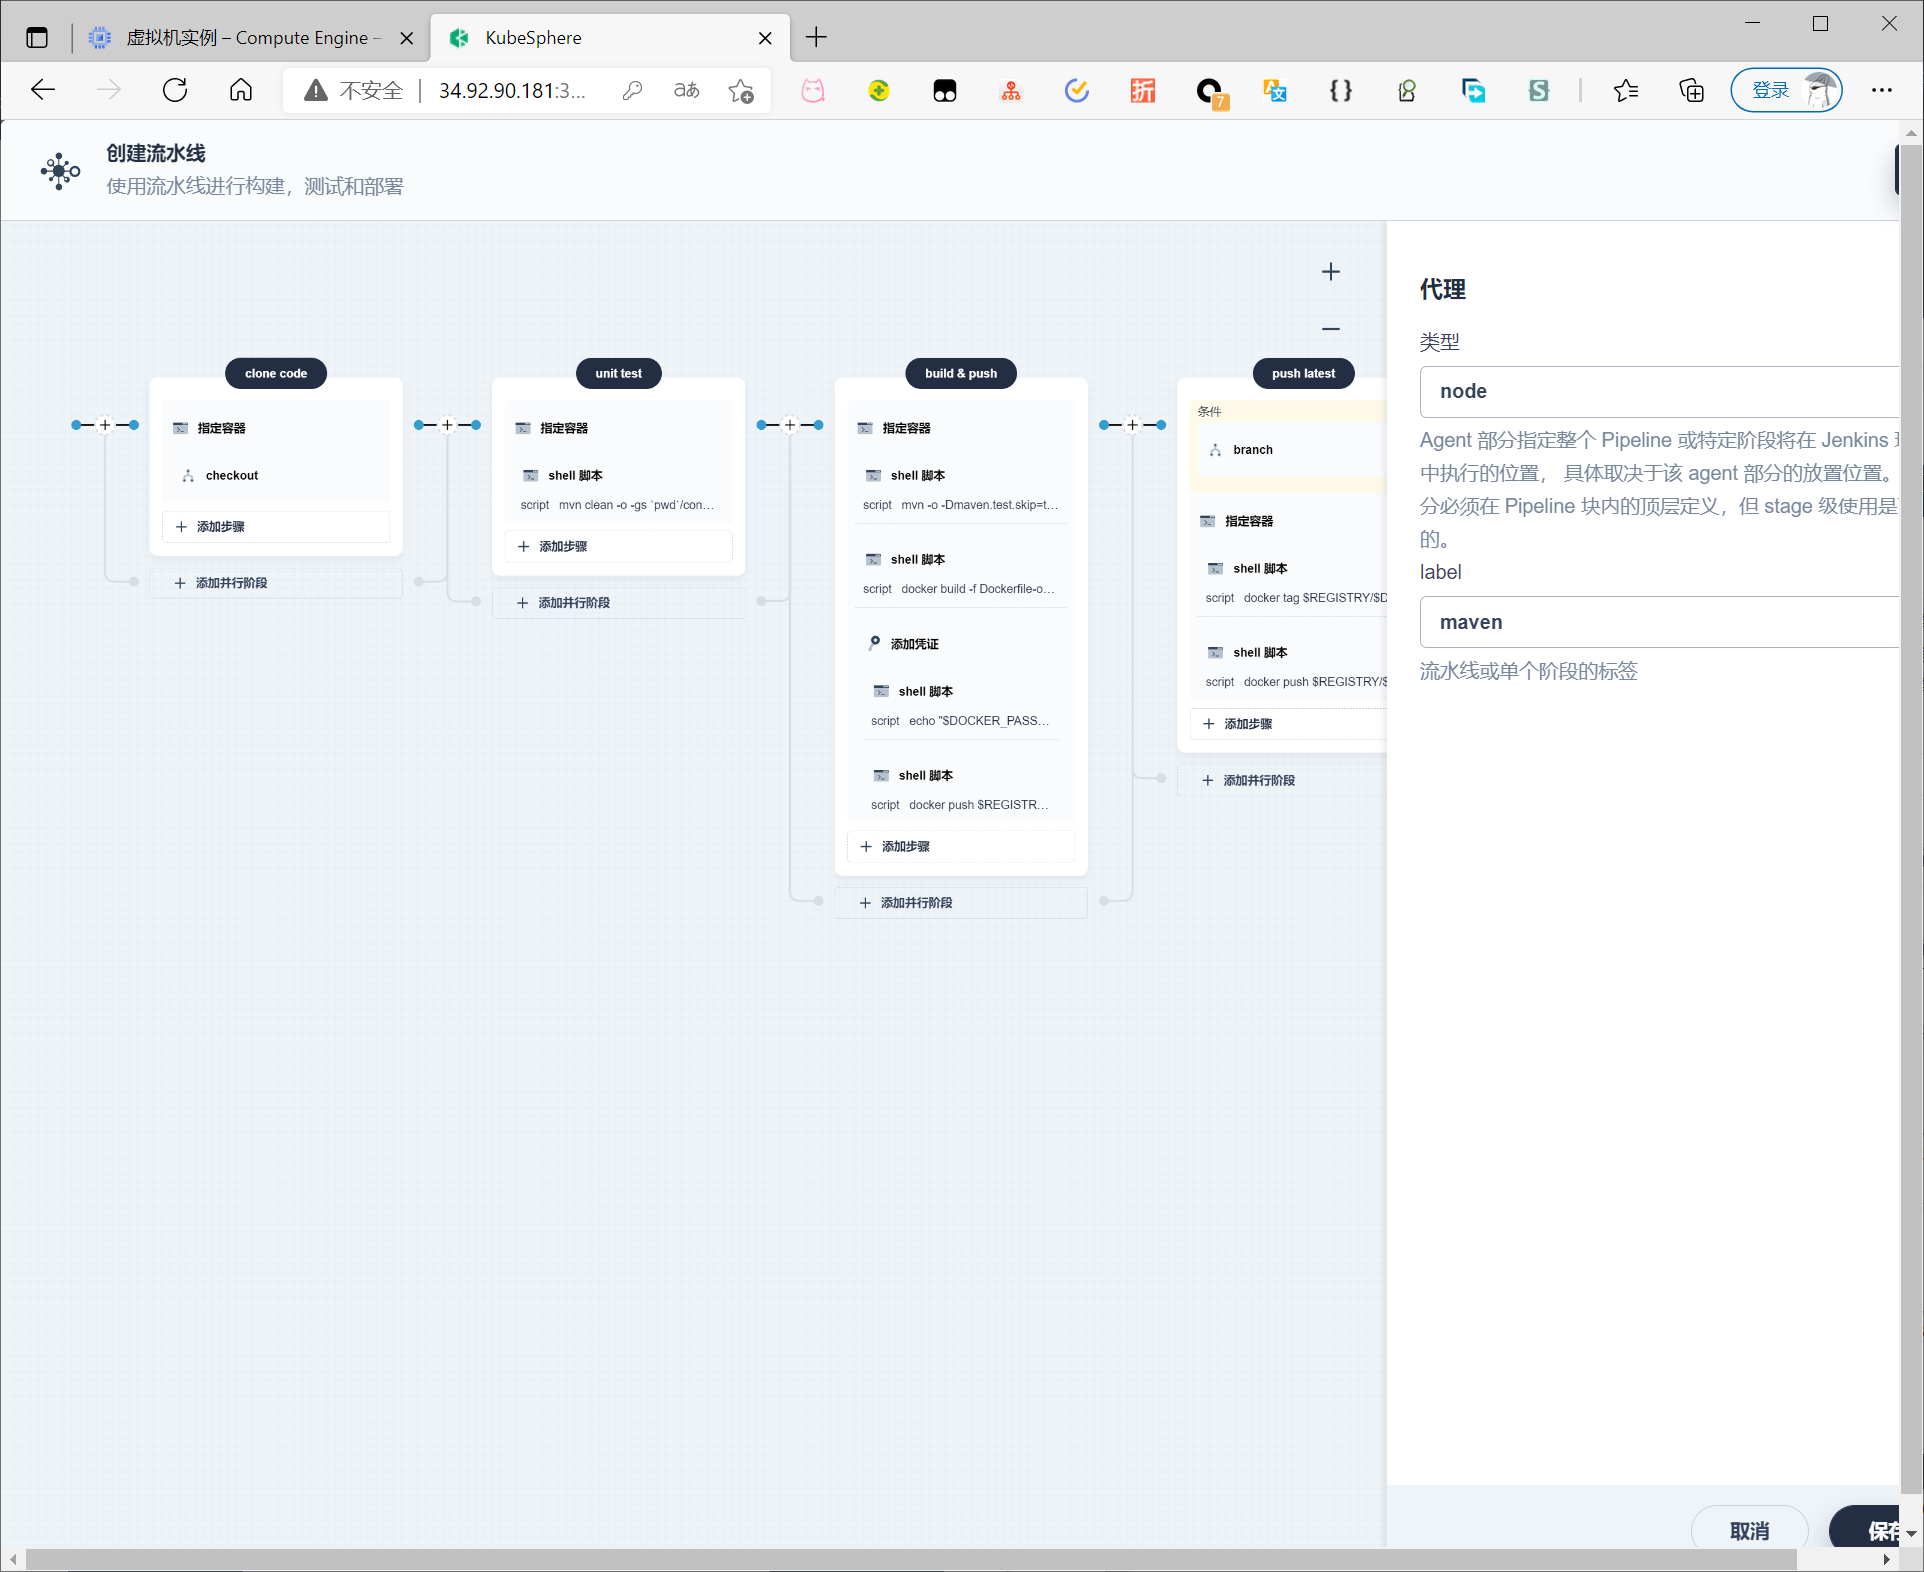 虚拟机实例 – Compute Engine –
KubeSphere
不安全
34.92.90.181:3...
aあ
折
7
{ }
S
登录
创建流水线
使用流水线进行构建，测试和部署
clone code
指定容器
checkout
添加步骤
添加并行阶段
unit test
指定容器
shell 脚本
script mvn clean -o -gs `pwd`/con...
添加步骤
添加并行阶段
build & push
指定容器
shell 脚本
script mvn -o -Dmaven.test.skip=t...
shell 脚本
script docker build -f Dockerfile-o...
添加凭证
shell 脚本
script echo "$DOCKER_PASS...
shell 脚本
script docker push $REGISTR...
添加步骤
添加并行阶段
push latest
条件
branch
指定容器
shell 脚本
script docker tag $REGISTRY/$D
shell 脚本
script docker push $REGISTRY/$
添加步骤
添加并行阶段
代理
类型
node
Agent 部分指定整个 Pipeline 或特定阶段将在 Jenkins
中执行的位置， 具体取决于该 agent 部分的放置位置。
分必须在 Pipeline 块内的顶层定义，但 stage 级使用是
的。
label
maven
流水线或单个阶段的标签
取消
保存